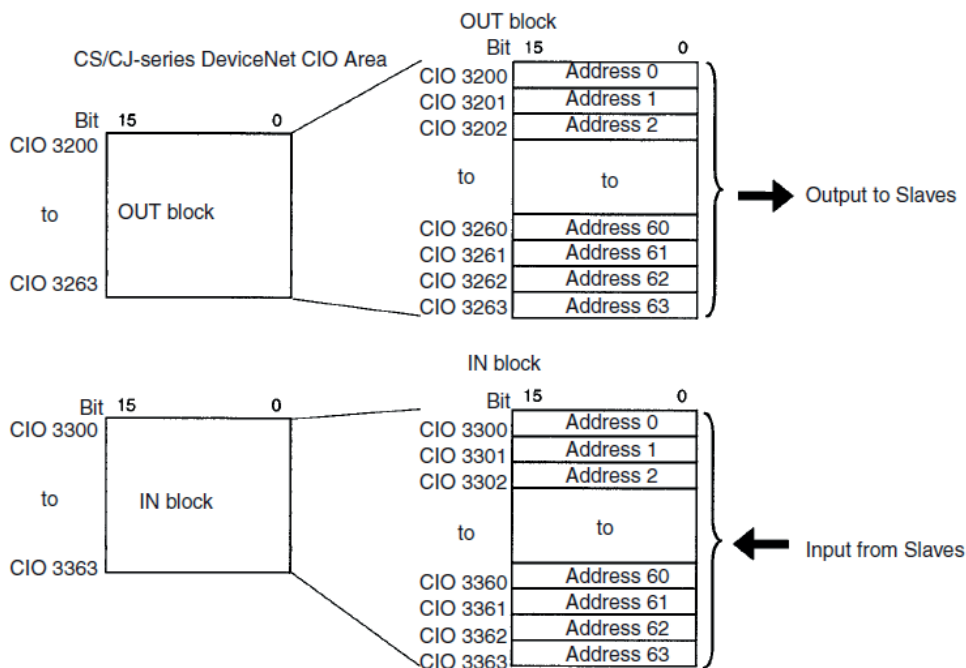 OUT block
Bit 15 0
CS/CJ-series DeviceNet CIO Area
CIO 3200 Address 0
CIO 3201 Address 1
CIO 3202 Address 2
to to
CIO 3260 Address 60
CIO 3261 Address 61
CIO 3262 Address 62
CIO 3263 Address 63
Output to Slaves
Bit 15 0
CIO 3200
to
OUT block
CIO 3263
IN block
Bit 15 0
CIO 3300 Address 0
CIO 3301 Address 1
CIO 3302 Address 2
to to
CIO 3360 Address 60
CIO 3361 Address 61
CIO 3362 Address 62
CIO 3363 Address 63
Input from Slaves
Bit 15 0
CIO 3300
to
IN block
CIO 3363